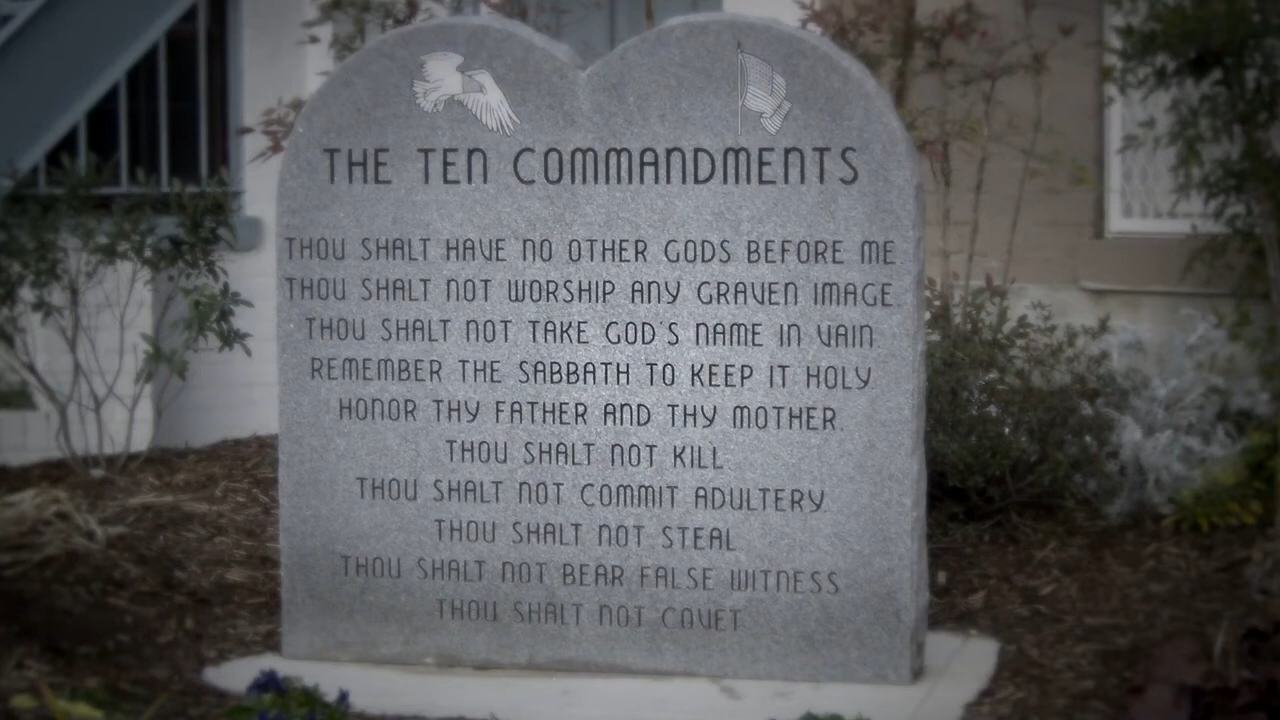 THE TEN COMMANDMENTS
THOU SHALT HAVE NO OTHER GODS BEFORE ME.
THOU SHALT NOT WORSHIP ANY GRAVEN IMAGE.
THOU SHALT NOT TAKE GOD'S NAME IN VAIN.
REMEMBER THE SABBATH TO KEEP IT HOLY.
HONOR THY FATHER AND THY MOTHER.
THOU SHALT NOT KILL.
THOU SHALT NOT COMMIT ADULTERY.
THOU SHALT NOT STEAL
THOU SHALT NOT BEAR FALSE WITNESS
THOU SHALT NOT COVET.